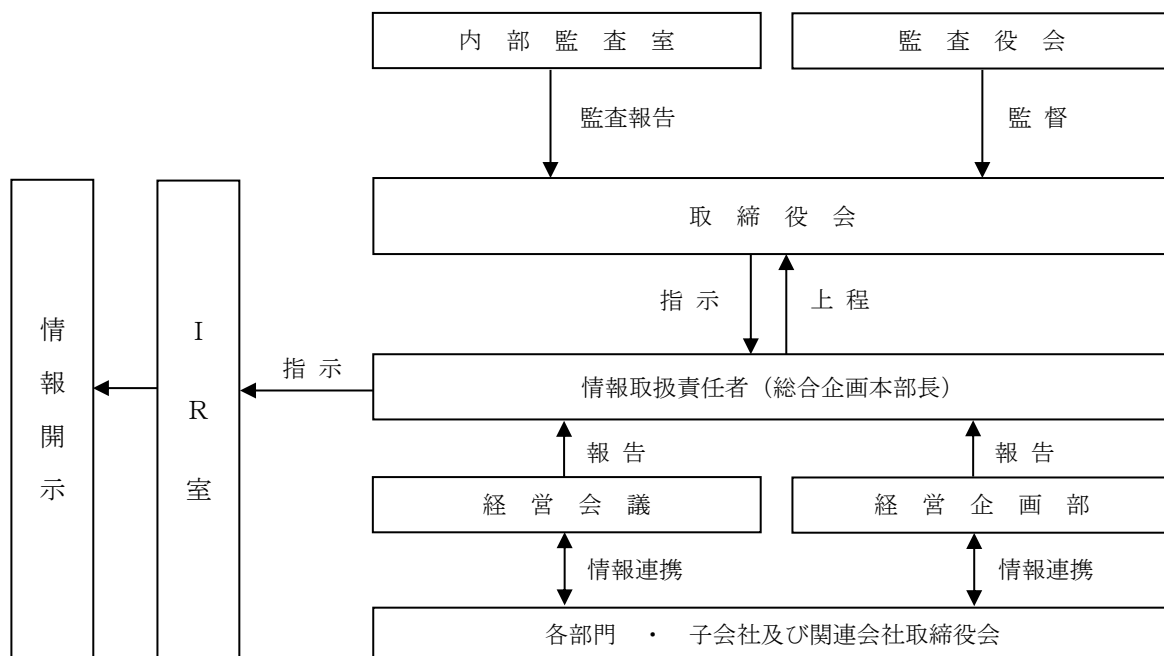 内部監査室
監査役会
監査報告
監督
取締役会
指示
上程
情報開示
IR室
指示
情報取扱責任者（総合企画本部長）
報告
報告
経営会議
経営企画部
情報連携
情報連携
各部門 ・ 子会社及び関連会社取締役会